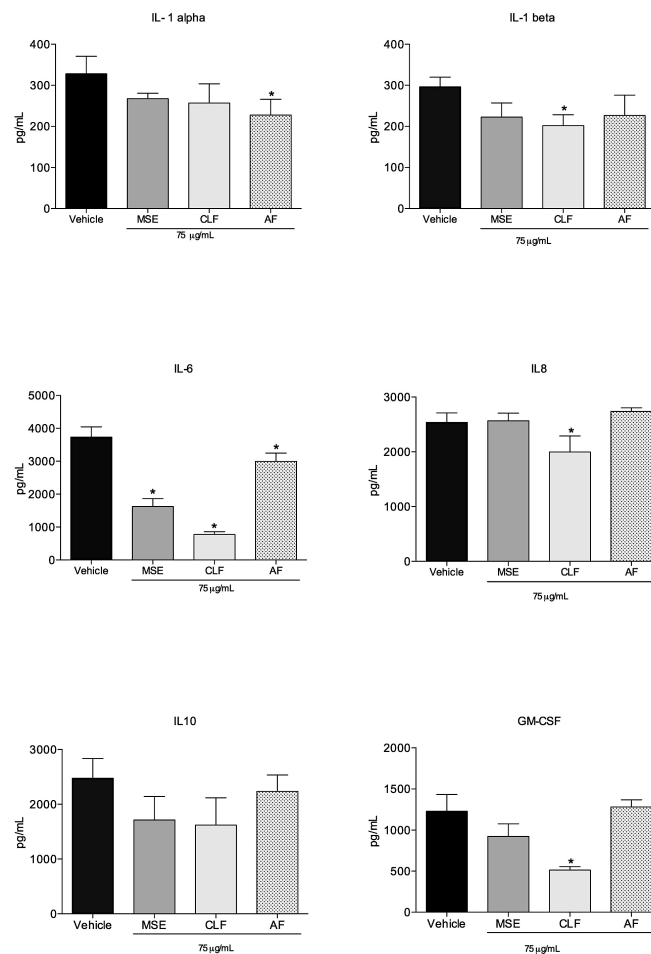 IL- 1 alpha
400
300
200
100
0
pg/mL
*
Vehicle MSE CLF AF
75 µg/mL
IL-1 beta
400
300
200
100
0
pg/mL
*
Vehicle MSE CLF AF
75 µg/mL
IL-6
5000
4000
3000
2000
1000
0
pg/mL
* * *
Vehicle MSE CLF AF
75 µg/mL
IL8
3000
2000
1000
0
pg/mL
*
Vehicle MSE CLF AF
75 µg/mL
IL10
3000
2000
1000
0
pg/mL
Vehicle MSE CLF AF
75 µg/mL
GM-CSF
2000
1500
1000
500
0
pg/mL
*
Vehicle MSE CLF AF
75 µg/mL